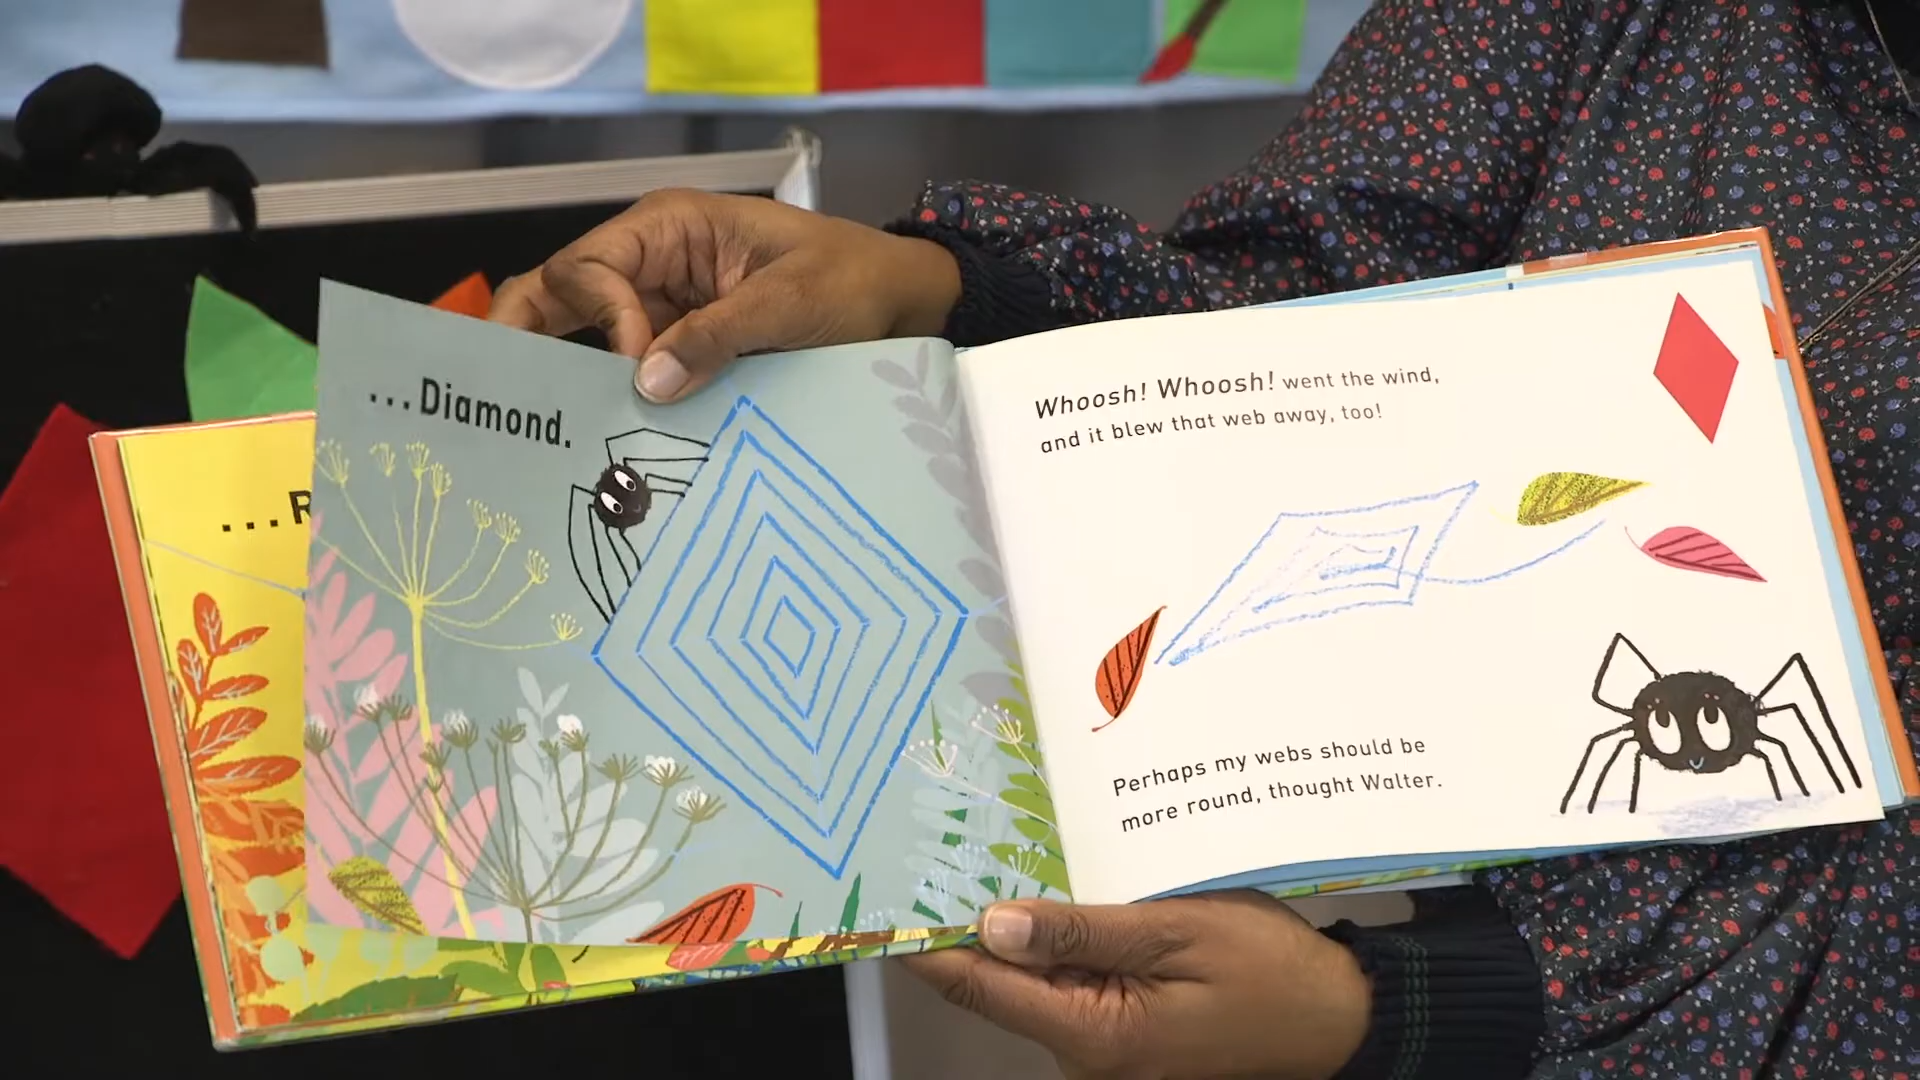 ...R
...Diamond.
Whoosh! Whoosh! went the wind,
and it blew that web away, too!
Perhaps my webs should be
more round, thought Walter.